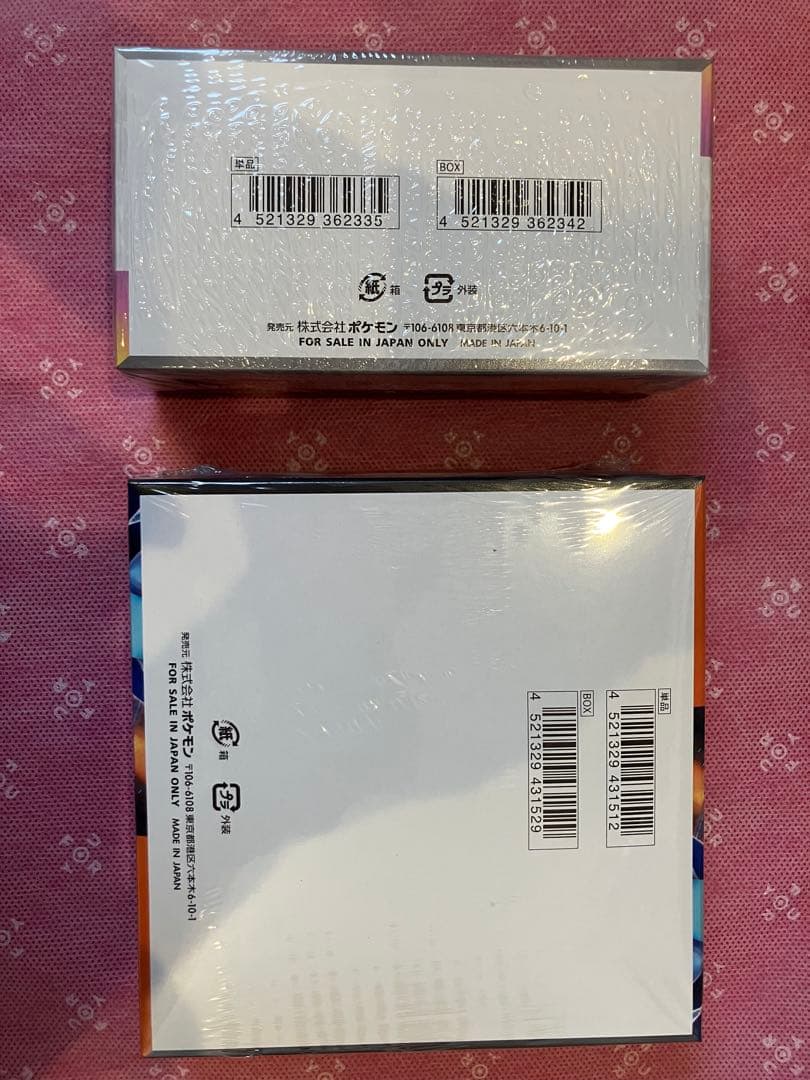 単品
4 521329 362335
BOX
4 521329 362342
紙 箱
プラ 外装
発売元 株式会社 ポケモン 〒106-6108 東京都港区六本木6-10-1
FOR SALE IN JAPAN ONLY MADE IN JAPAN
単品
4 521329 431512
BOX
4 521329 431529
紙 箱
プラ 外装
発売元 株式会社 ポケモン 〒106-6108 東京都港区六本木6-10-1
FOR SALE IN JAPAN ONLY MADE IN JAPAN
FOR YOU